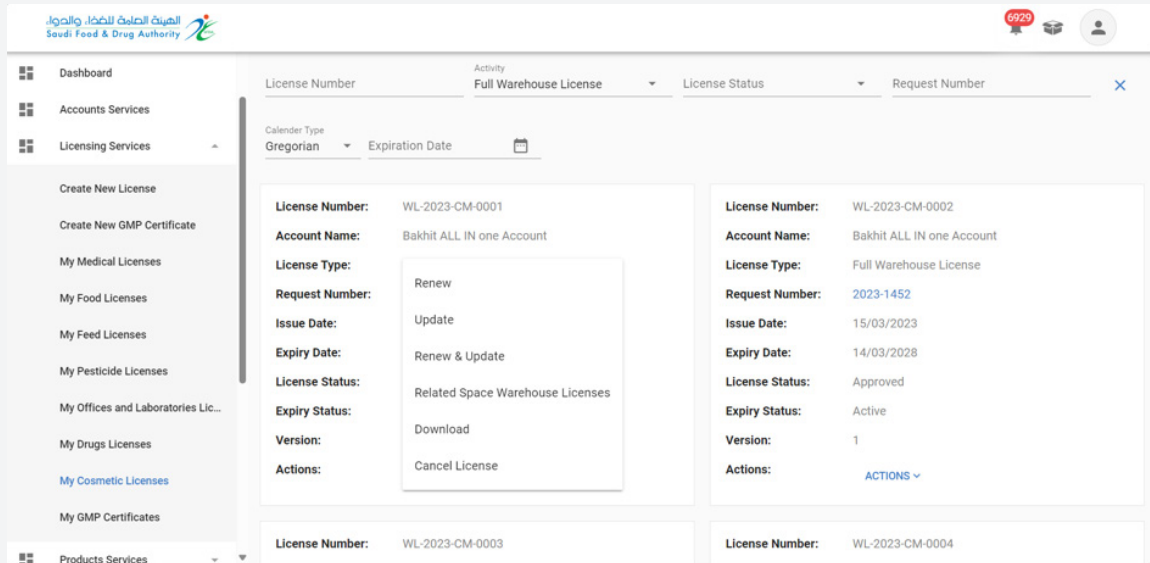 الهيئة العامة للغذاء والدواء
Saudi Food & Drug Authority
6929
Dashboard
Accounts Services
Licensing Services
Create New License
Create New GMP Certificate
My Medical Licenses
My Food Licenses
My Feed Licenses
My Pesticide Licenses
My Offices and Laboratories Lic...
My Drugs Licenses
My Cosmetic Licenses
My GMP Certificates
Products Services
License Number
Activity
Full Warehouse License
License Status
Request Number
Calender Type
Gregorian
Expiration Date
License Number: WL-2023-CM-0001
Account Name: Bakhit ALL IN one Account
License Type:
Request Number:
Issue Date:
Expiry Date:
License Status:
Expiry Status:
Version:
Actions:
Renew
Update
Renew & Update
Related Space Warehouse Licenses
Download
Cancel License
License Number: WL-2023-CM-0002
Account Name: Bakhit ALL IN one Account
License Type: Full Warehouse License
Request Number: 2023-1452
Issue Date: 15/03/2023
Expiry Date: 14/03/2028
License Status: Approved
Expiry Status: Active
Version: 1
Actions: ACTIONS
License Number: WL-2023-CM-0003
License Number: WL-2023-CM-0004